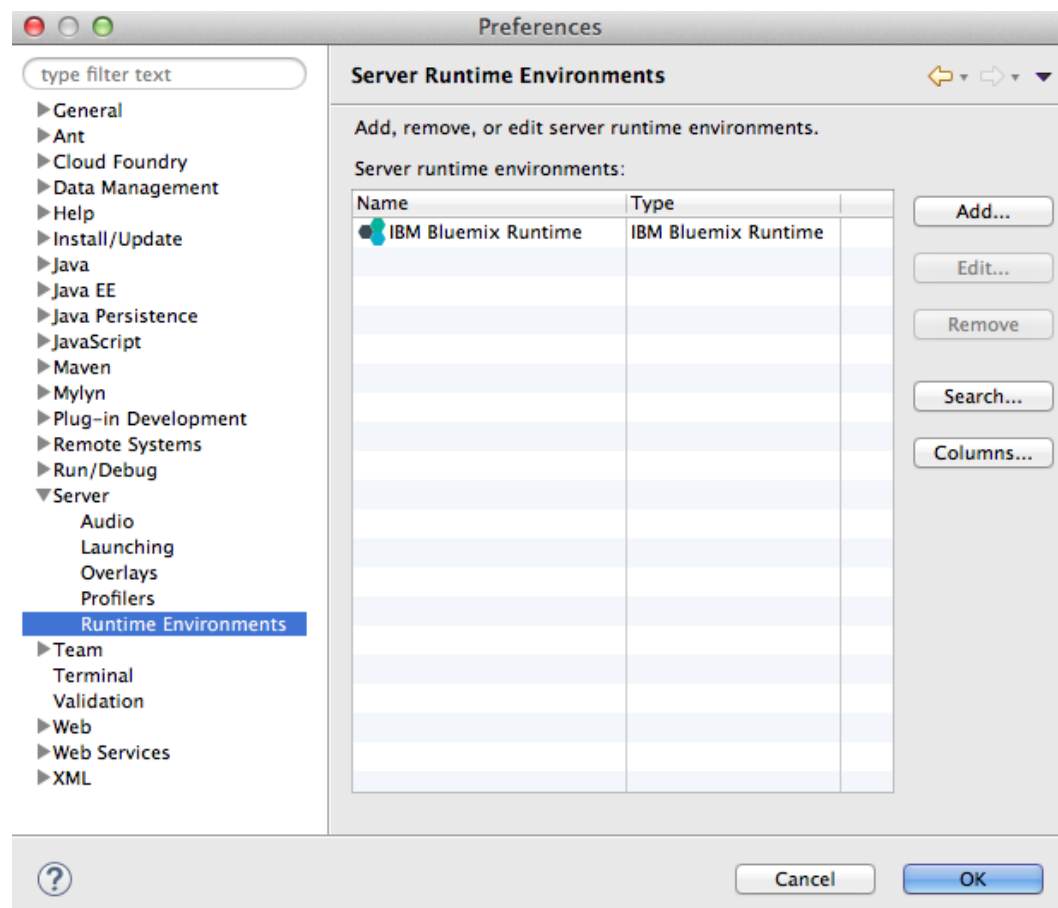 Preferences
type filter text
General
Ant
Cloud Foundry
Data Management
Help
Install/Update
Java
Java EE
Java Persistence
JavaScript
Maven
Mylyn
Plug-in Development
Remote Systems
Run/Debug
Server
Audio
Launching
Overlays
Profilers
Runtime Environments
Team
Terminal
Validation
Web
Web Services
XML
Server Runtime Environments
Add, remove, or edit server runtime environments.
Server runtime environments:
Name Type
IBM Bluemix Runtime IBM Bluemix Runtime
Add...
Edit...
Remove
Search...
Columns...
?
Cancel OK